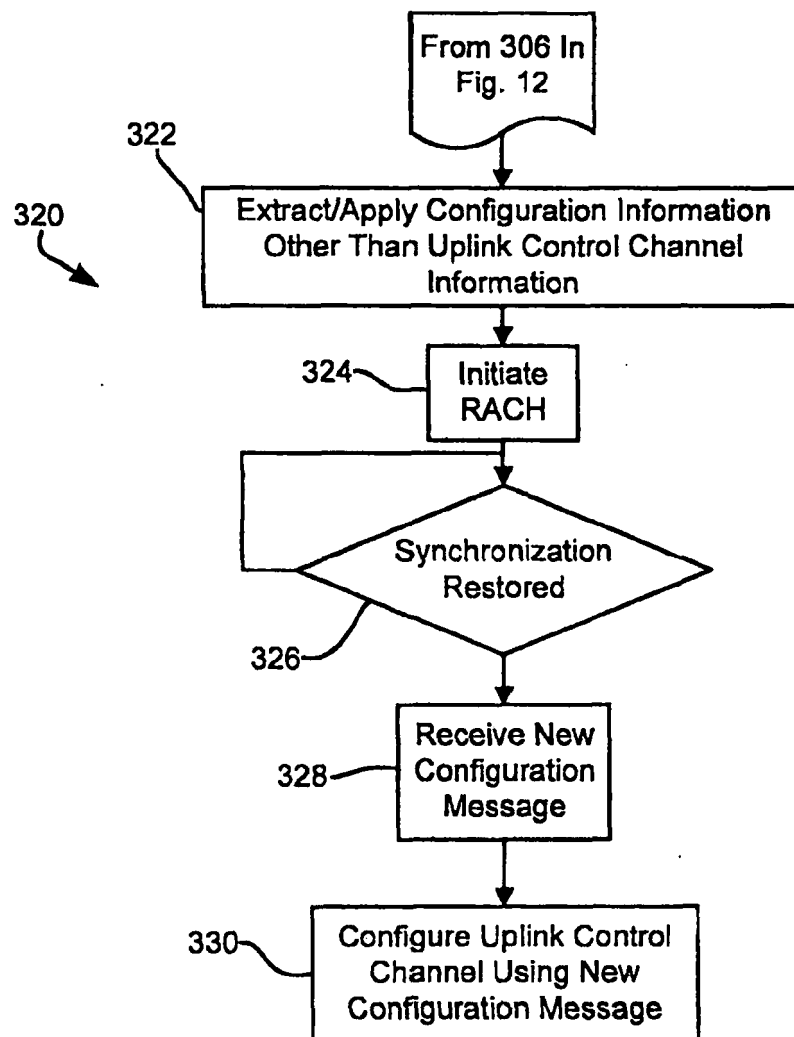 From 306 In
Fig. 12
322
320
Extract/Apply Configuration Information
Other Than Uplink Control Channel
Information
324
Initiate
RACH
Synchronization
Restored
326
Receive New
Configuration
Message
328
330
Configure Uplink Control
Channel Using New
Configuration Message